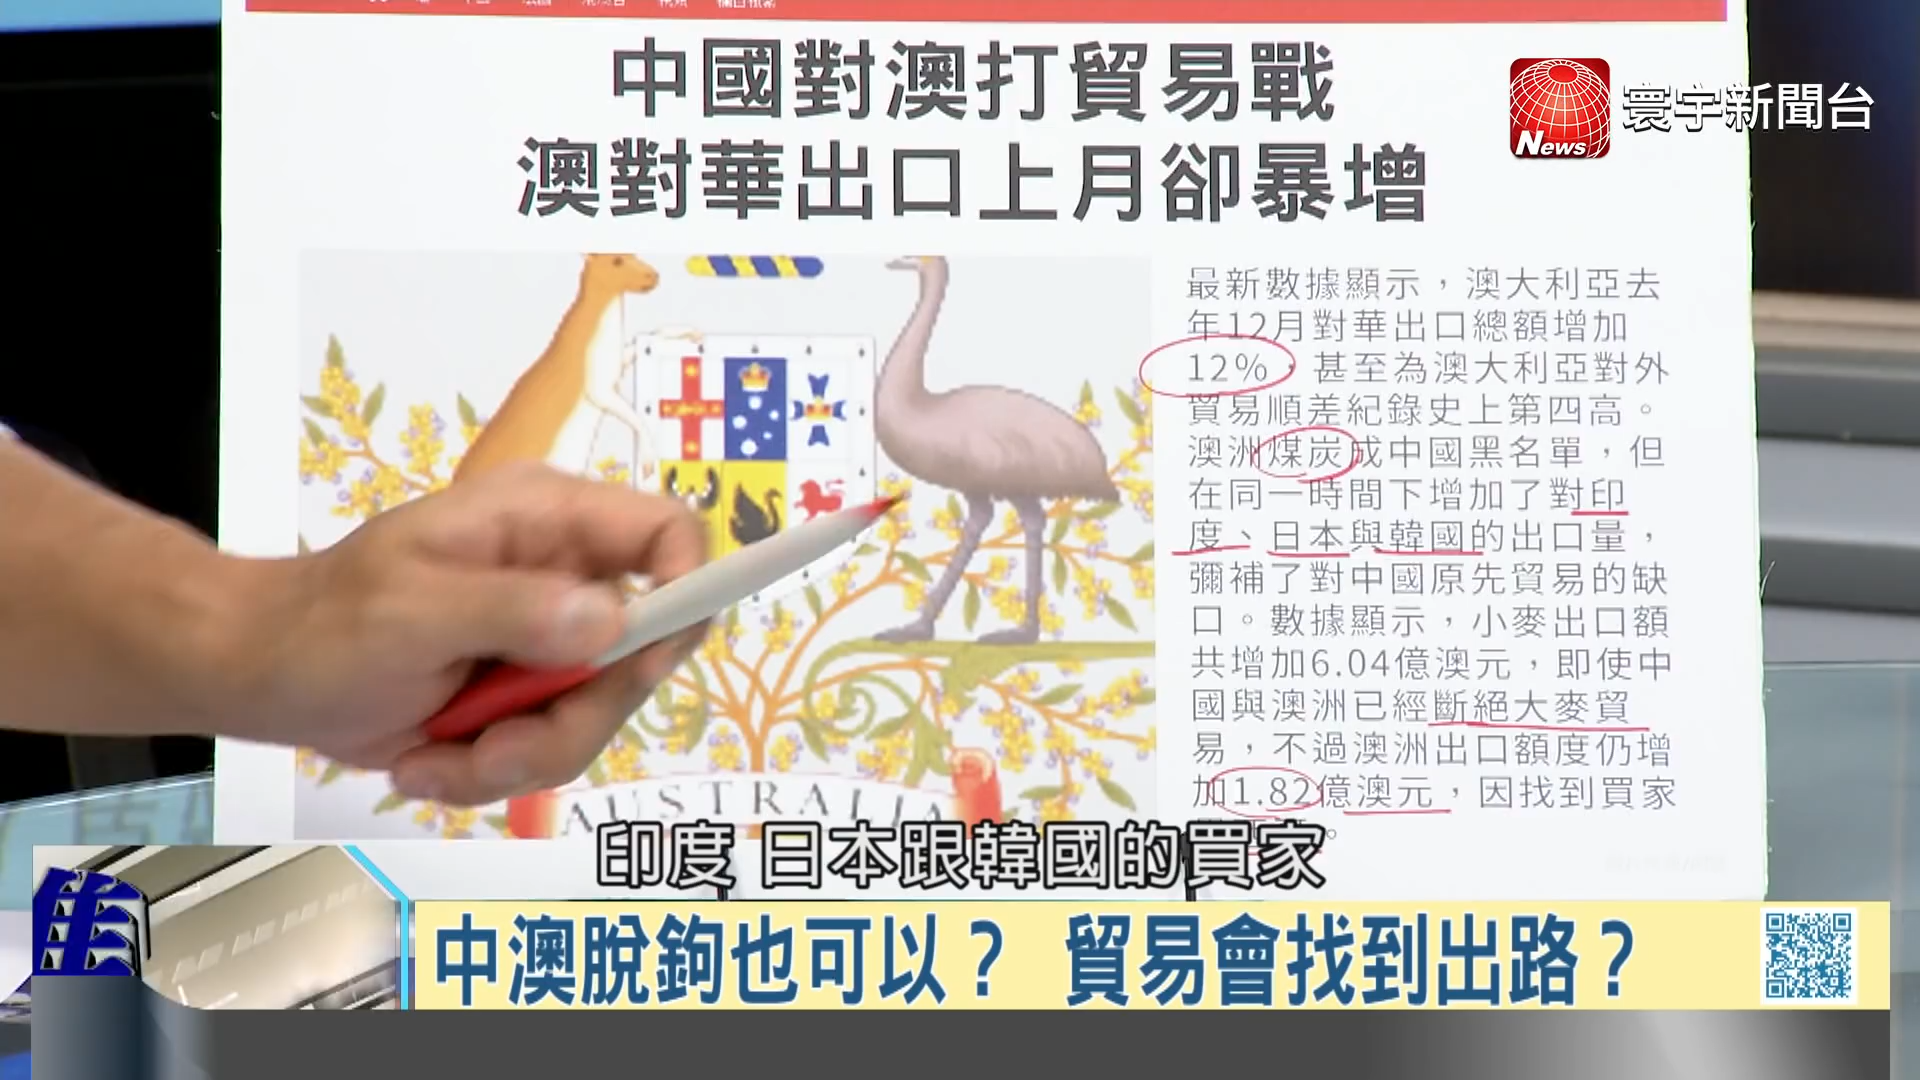 中國對澳打貿易戰
澳對華出口上月卻暴增
News
寰宇新聞台
最新數據顯示，澳大利亞去
年12月對華出口總額增加
12%，甚至為澳大利亞對外
貿易順差紀錄史上第四高。
澳洲煤炭成中國黑名單，但
在同一時間下增加了對印
度、日本與韓國的出口量，
彌補了對中國原先貿易的缺
口。數據顯示，小麥出口額
共增加6.04億澳元，即使中
國與澳洲已經斷絕大麥貿
易，不過澳洲出口額度仍增
加1.82億澳元，因找到買家
AUSTRALIA
印度 日本跟韓國的買家
中澳脫鉤也可以？ 貿易會找到出路？